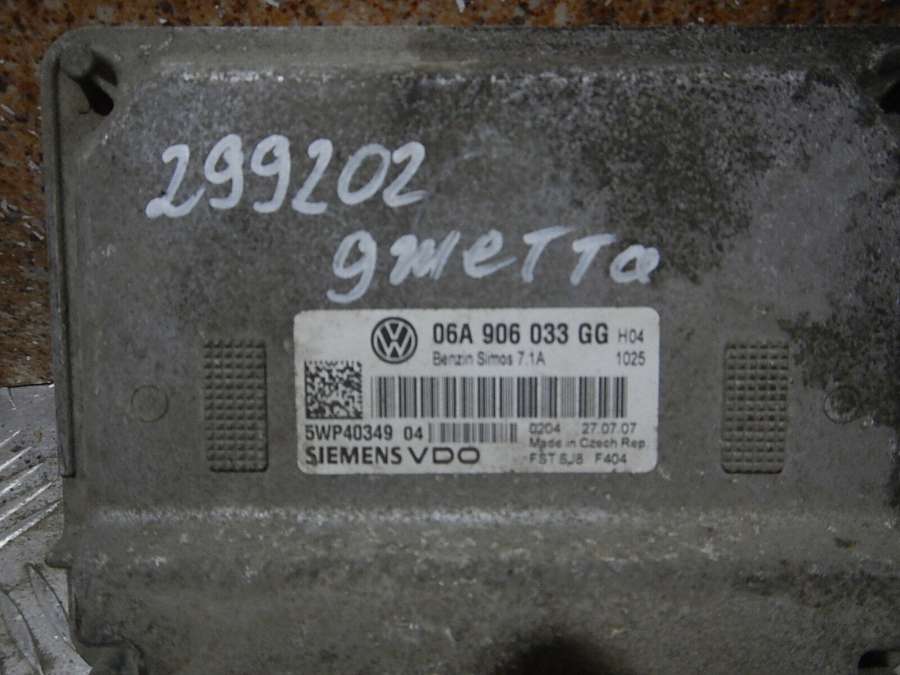 299202
джетта
06A 906 033 GG H04
Benzin Simos 7.1A 1025
5WP40349 04 0204 27.07.07
Made in Czech Rep.
SIEMENS VDO FST 6J8 F404